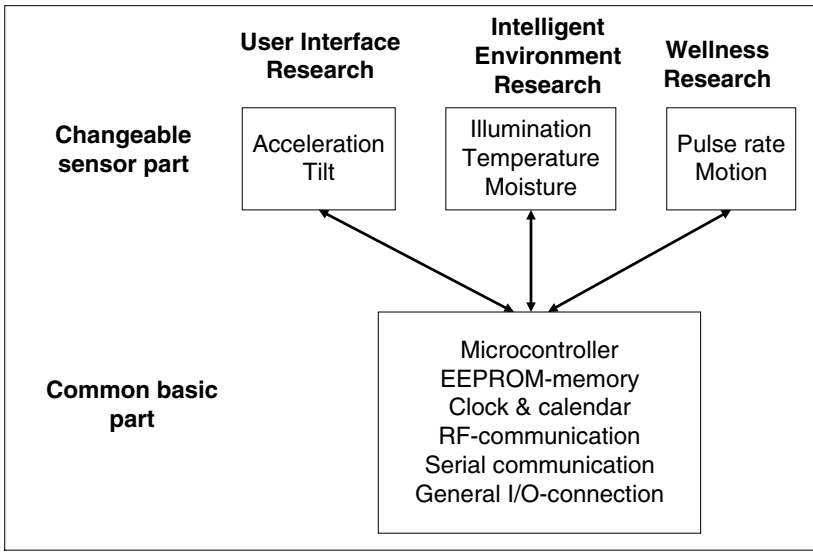 User Interface
Research
Intelligent
Environment
Research
Wellness
Research
Changeable
sensor part
Acceleration
Tilt
Illumination
Temperature
Moisture
Pulse rate
Motion
Common basic
part
Microcontroller
EEPROM-memory
Clock & calendar
RF-communication
Serial communication
General I/O-connection